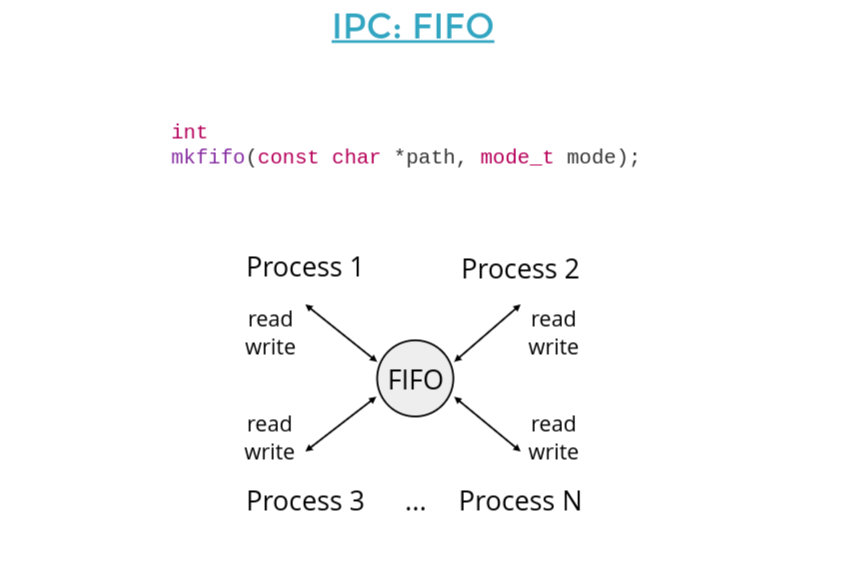 IPC: FIFO
int
mkfifo(const char *path, mode_t mode);
Process 1
Process 2
read
write
read
write
FIFO
read
write
read
write
Process 3
...
Process N